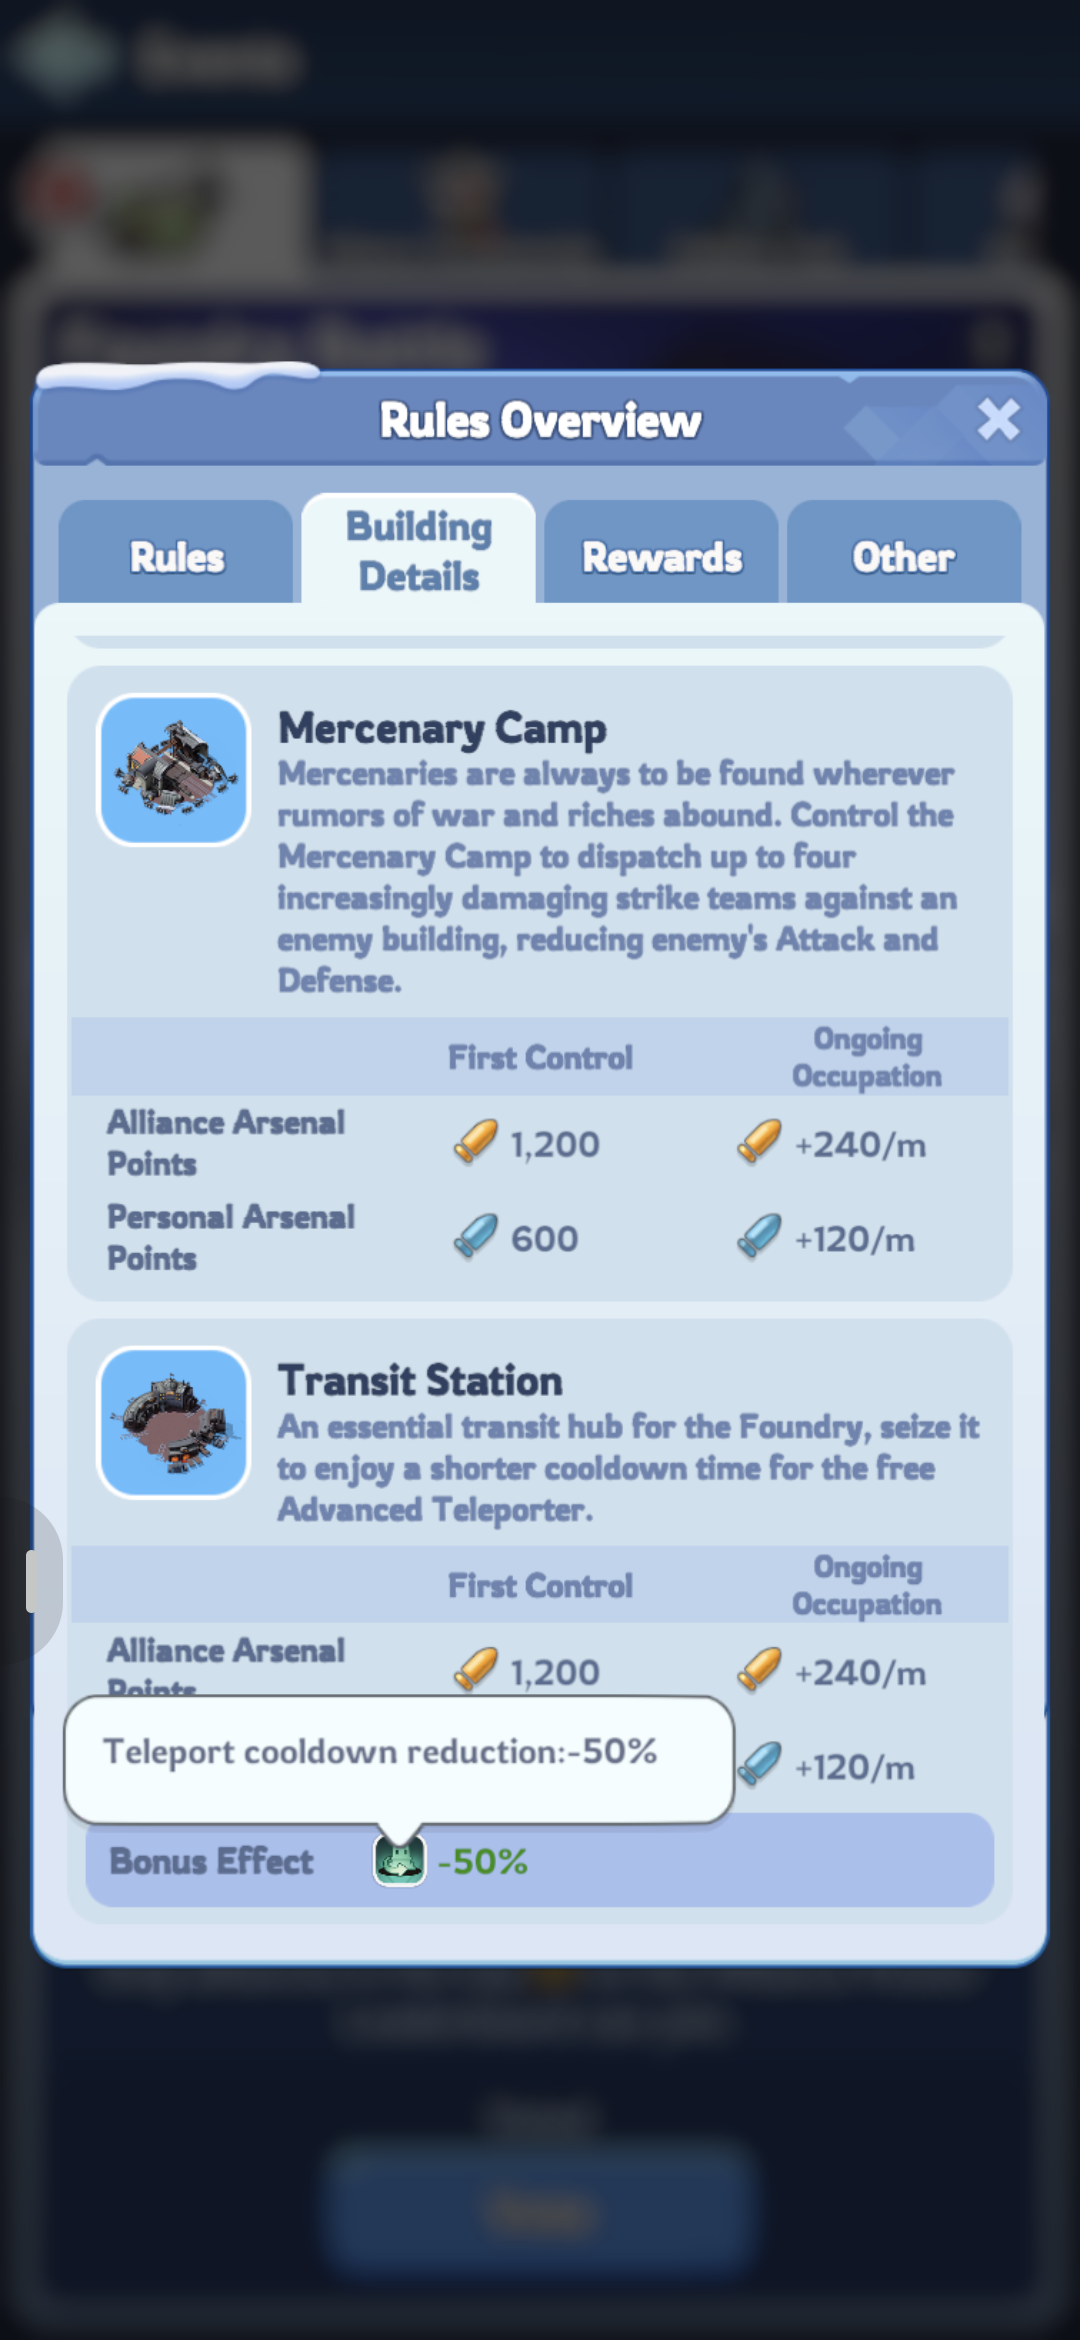 Rules Overview
Rules
Building
Details
Rewards
Other
Mercenary Camp
Mercenaries are always to be found wherever
rumors of war and riches abound. Control the
Mercenary Camp to dispatch up to four
increasingly damaging strike teams against an
enemy building, reducing enemy's Attack and
Defense.
First Control
Ongoing
Occupation
Alliance Arsenal
Points
1,200
+240/m
Personal Arsenal
Points
600
+120/m
Transit Station
An essential transit hub for the Foundry, seize it
to enjoy a shorter cooldown time for the free
Advanced Teleporter.
First Control
Ongoing
Occupation
Alliance Arsenal
Points
1,200
+240/m
Teleport cooldown reduction:-50%
+120/m
Bonus Effect
-50%